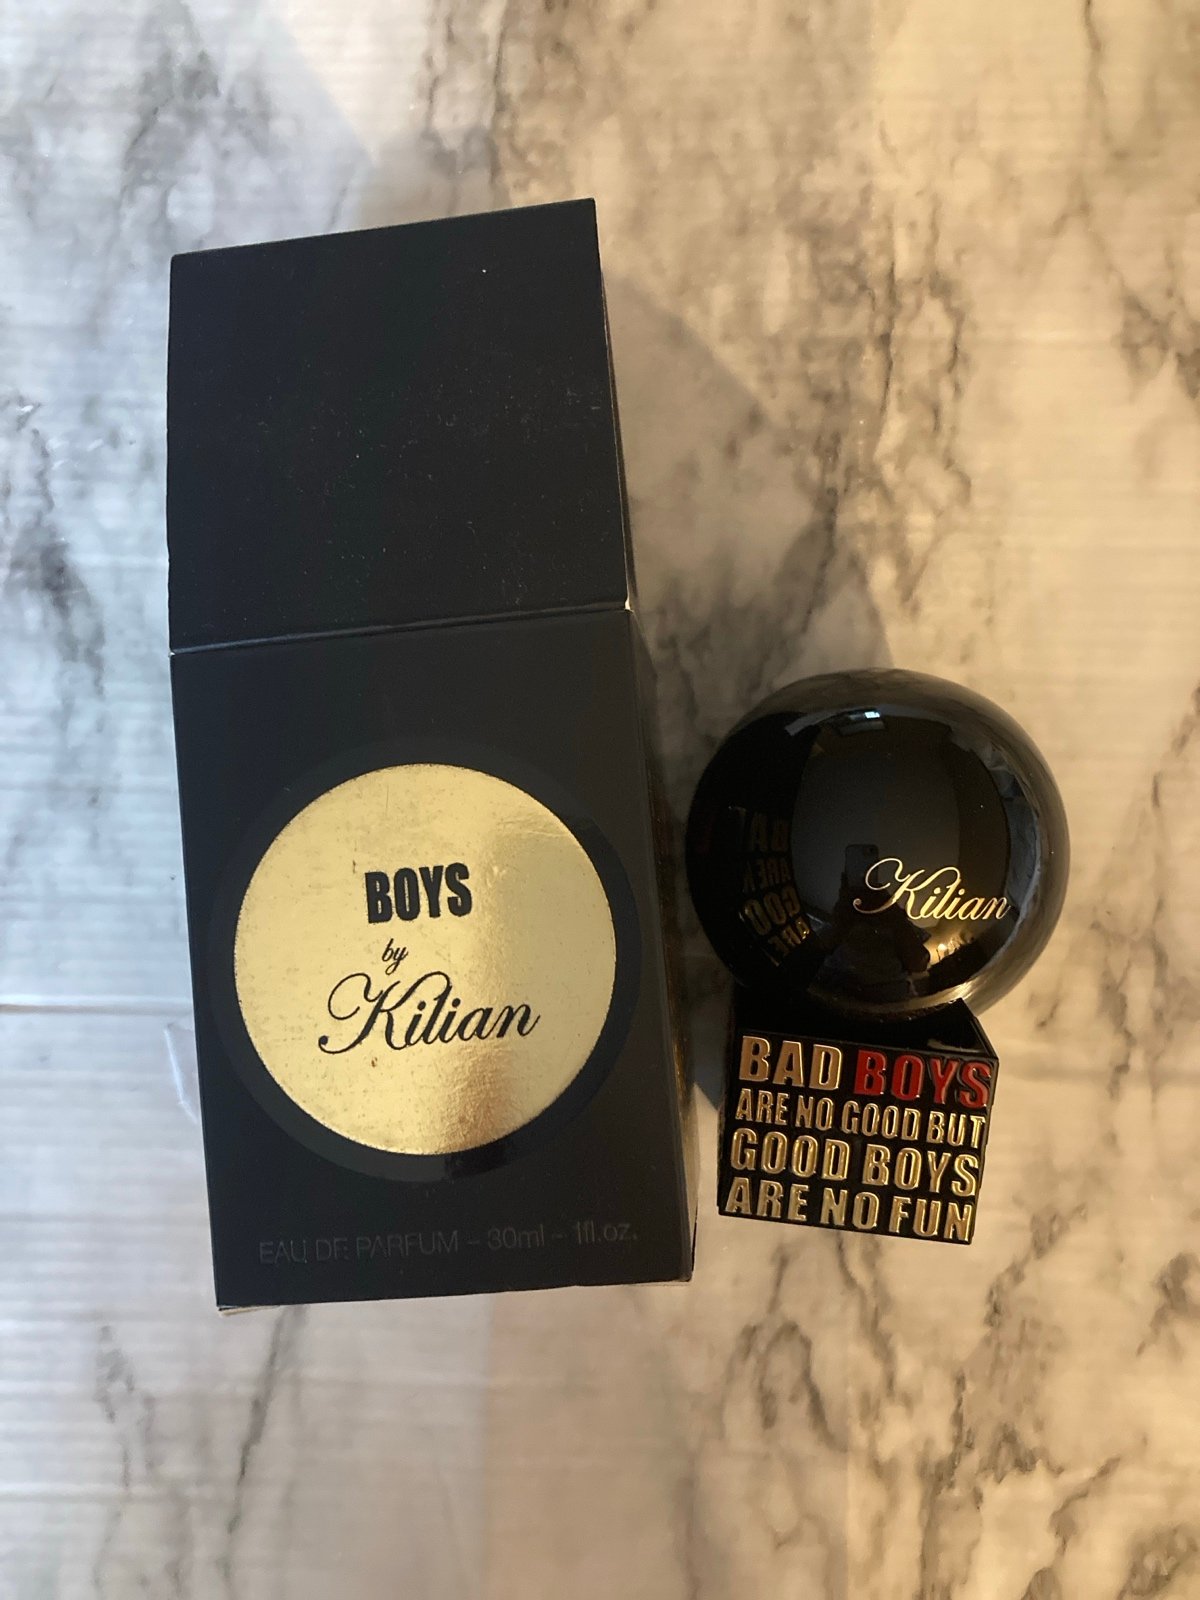 BOYS
by
Kilian
EAU DE PARFUM – 30ml – 1fl.oz.
Kilian
BAD BOYS
ARE NO GOOD BUT
GOOD BOYS
ARE NO FUN